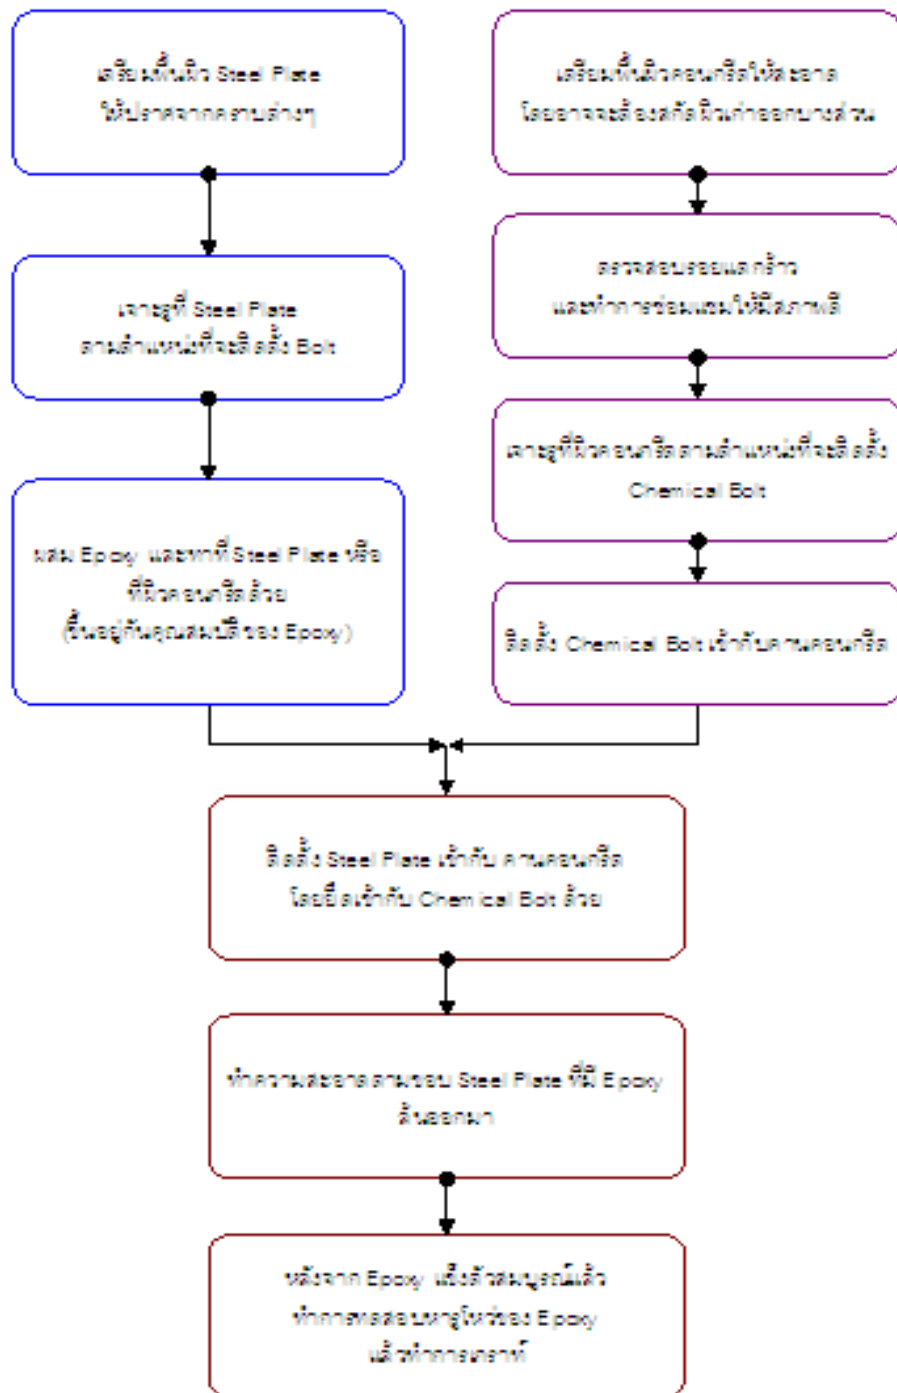 เตรียมพื้นผิว Steel Plate
ให้ปราศจากคราบต่างๆ
เจาะรูที่ Steel Plate
ตามตำแหน่งที่จะติดตั้ง Bolt
ผสม Epoxy และทาที่ Steel Plate หรือ
ที่ผิวคอนกรีตด้วย
(ขึ้นอยู่กับคุณสมบัติของ Epoxy)
เตรียมพื้นผิวคอนกรีตให้สะอาด
โดยอาจจะต้องสกัดผิวเก่าออกบางส่วน
ตรวจสอบรอยแตกร้าว
และทำการซ่อมแซมให้มีสภาพดี
เจาะรูที่ผิวคอนกรีตตามตำแหน่งที่จะติดตั้ง
Chemical Bolt
ติดตั้ง Chemical Bolt เข้ากับคานคอนกรีต
ติดตั้ง Steel Plate เข้ากับ คานคอนกรีต
โดยยึดเข้ากับ Chemical Bolt ด้วย
ทำความสะอาดตามขอบ Steel Plate ที่มี Epoxy
ล้นออกมา
หลังจาก Epoxy แข็งตัวสมบูรณ์แล้ว
ทำการทดสอบหารูโหว่ของ Epoxy
แล้วทำการเกราท์